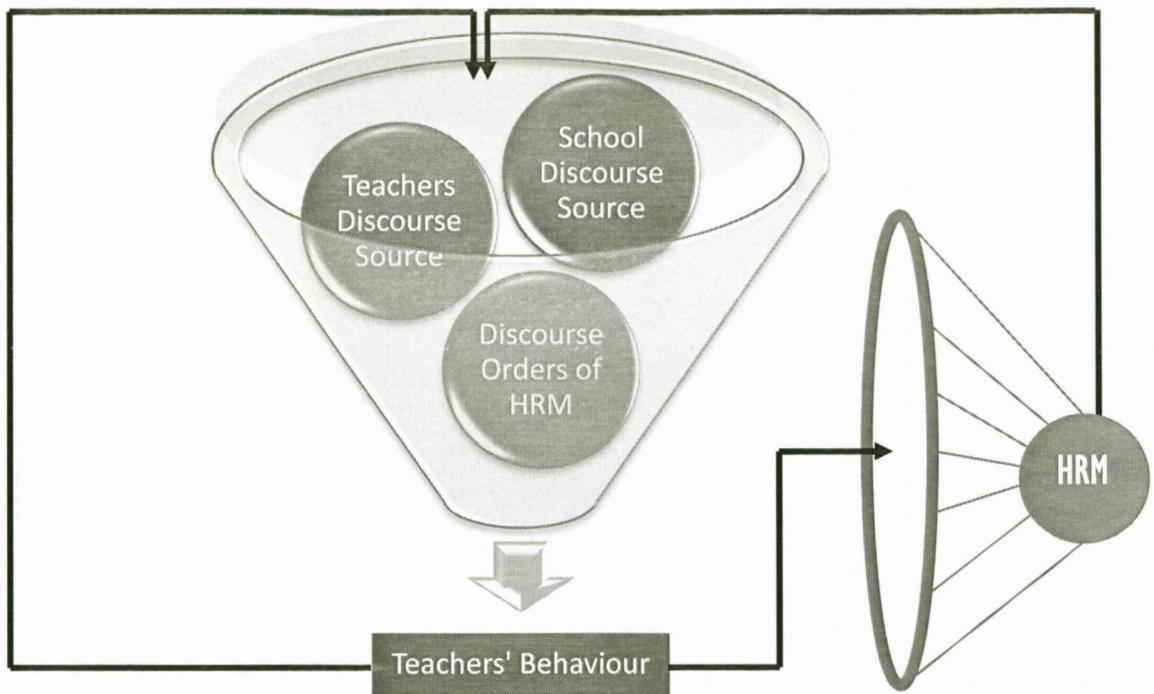 School
Discourse
Source
Teachers
Discourse
Source
Discourse
Orders of
HRM
HRM
Teachers' Behaviour